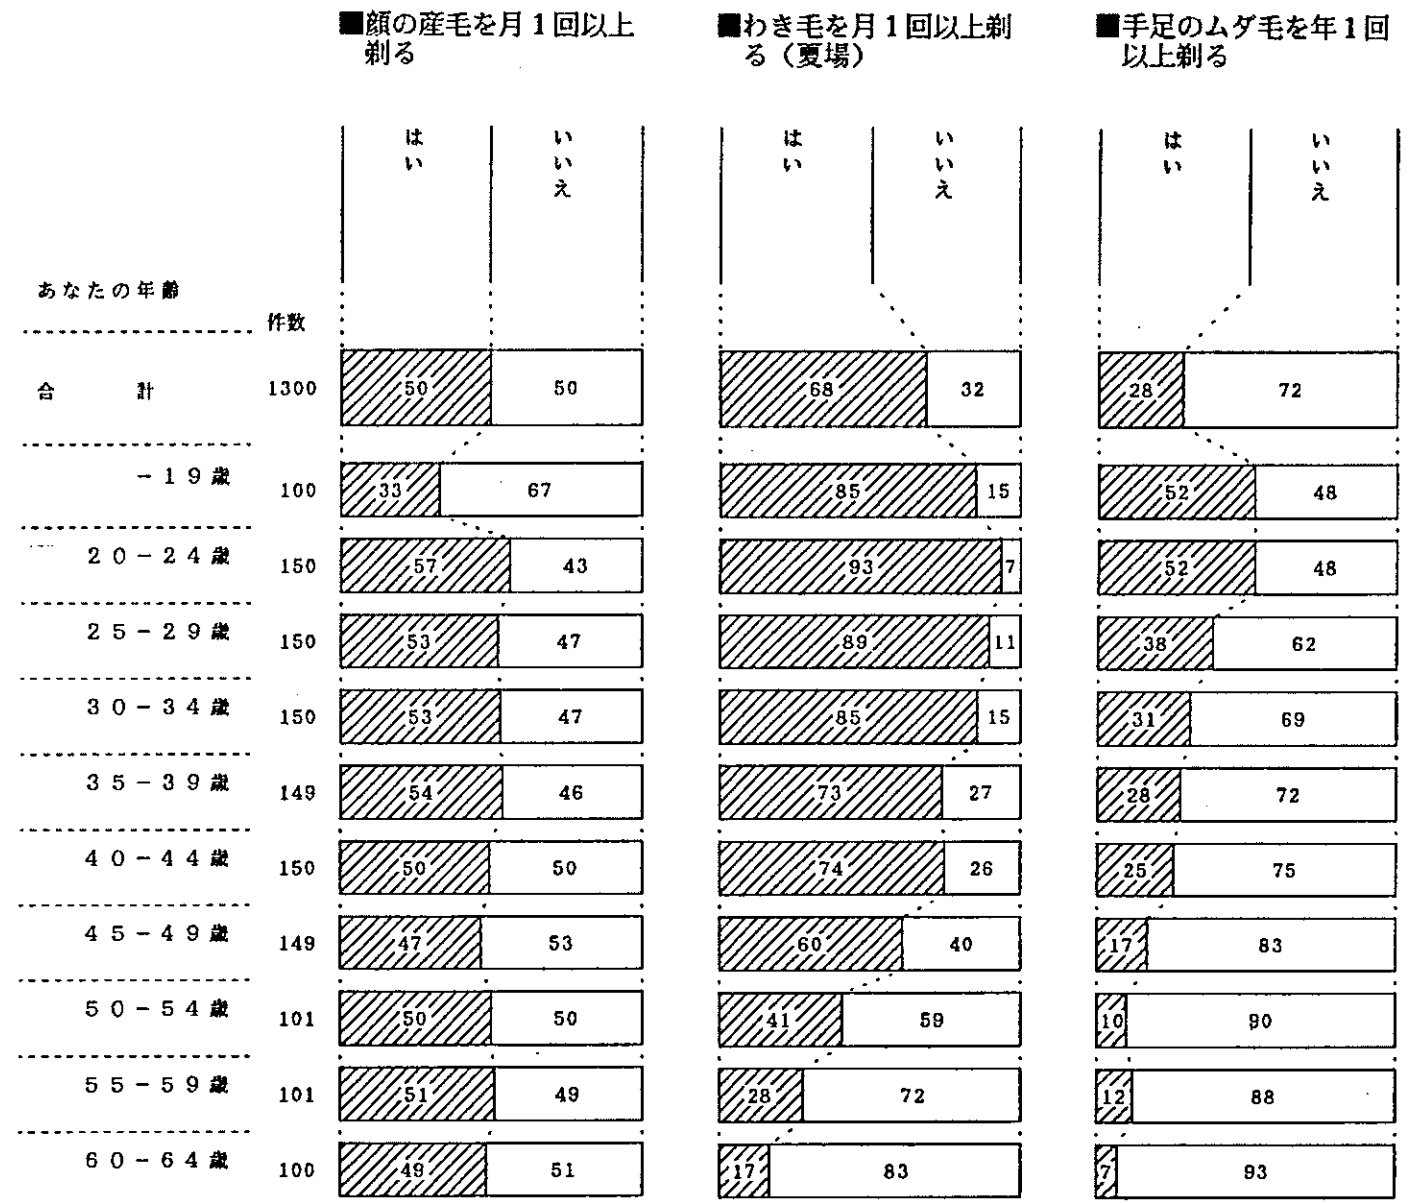 ■顔の産毛を月1回以上
剃る
■わき毛を月1回以上剃
る（夏場）
■手足のムダ毛を年1回
以上剃る
はい
いいえ
はい
いいえ
はい
いいえ
あなたの年齢
件数
合 計 1300 50 50 68 32 28 72
-19歳 100 33 67 85 15 52 48
20-24歳 150 57 43 93 7 52 48
25-29歳 150 53 47 89 11 38 62
30-34歳 150 53 47 85 15 31 69
35-39歳 149 54 46 73 27 28 72
40-44歳 150 50 50 74 26 25 75
45-49歳 149 47 53 60 40 17 83
50-54歳 101 50 50 41 59 10 90
55-59歳 101 51 49 28 72 12 88
60-64歳 100 49 51 17 83 7 93